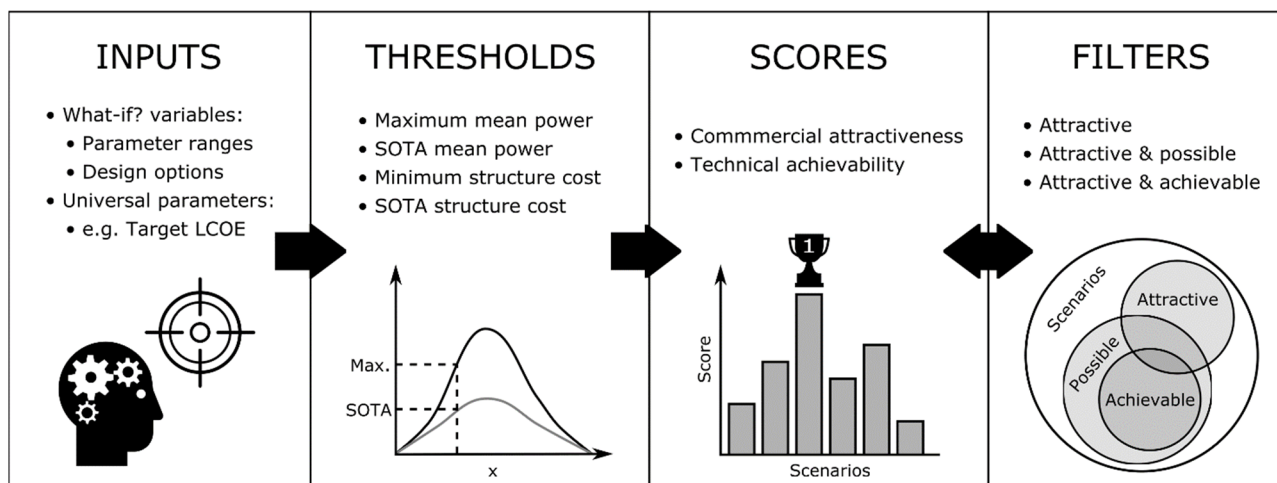 INPUTS
• What-if? variables:
• Parameter ranges
• Design options
• Universal parameters:
• e.g. Target LCOE
THRESHOLDS
• Maximum mean power
• SOTA mean power
• Minimum structure cost
• SOTA structure cost
Max.
SOTA
x
SCORES
• Commmercial attractiveness
• Technical achievability
1
Score
Scenarios
FILTERS
• Attractive
• Attractive & possible
• Attractive & achievable
Scenarios
Attractive
Possible
Achievable